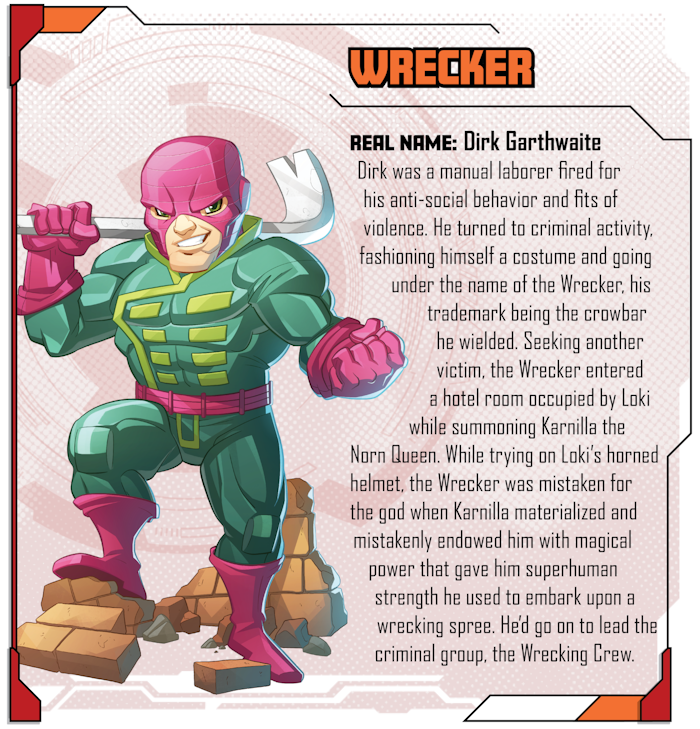 WRECKER
REAL NAME: Dirk Garthwaite
Dirk was a manual laborer fired for
his anti-social behavior and fits of
violence. He turned to criminal activity,
fashioning himself a costume and going
under the name of the Wrecker, his
trademark being the crowbar
he wielded. Seeking another
victim, the Wrecker entered
a hotel room occupied by Loki
while summoning Karnilla the
Norn Queen. While trying on Loki's horned
helmet, the Wrecker was mistaken for
the god when Karnilla materialized and
mistakenly endowed him with magical
power that gave him superhuman
strength he used to embark upon a
wrecking spree. He'd go on to lead the
criminal group, the Wrecking Crew.